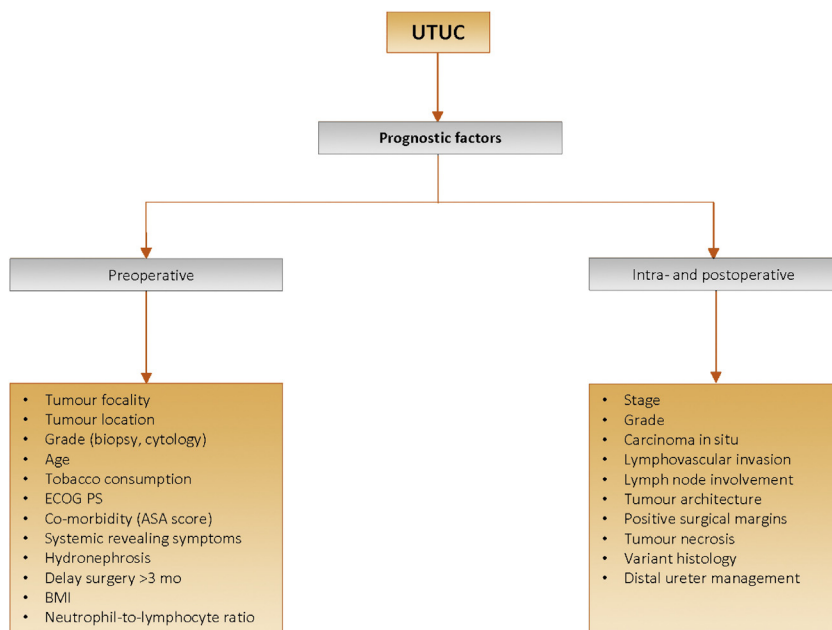 UTUC
Prognostic factors
Preoperative
Intra- and postoperative
• Tumour focality
• Tumour location
• Grade (biopsy, cytology)
• Age
• Tobacco consumption
• ECOG PS
• Co-morbidity (ASA score)
• Systemic revealing symptoms
• Hydronephrosis
• Delay surgery >3 mo
• BMI
• Neutrophil-to-lymphocyte ratio
• Stage
• Grade
• Carcinoma in situ
• Lymphovascular invasion
• Lymph node involvement
• Tumour architecture
• Positive surgical margins
• Tumour necrosis
• Variant histology
• Distal ureter management